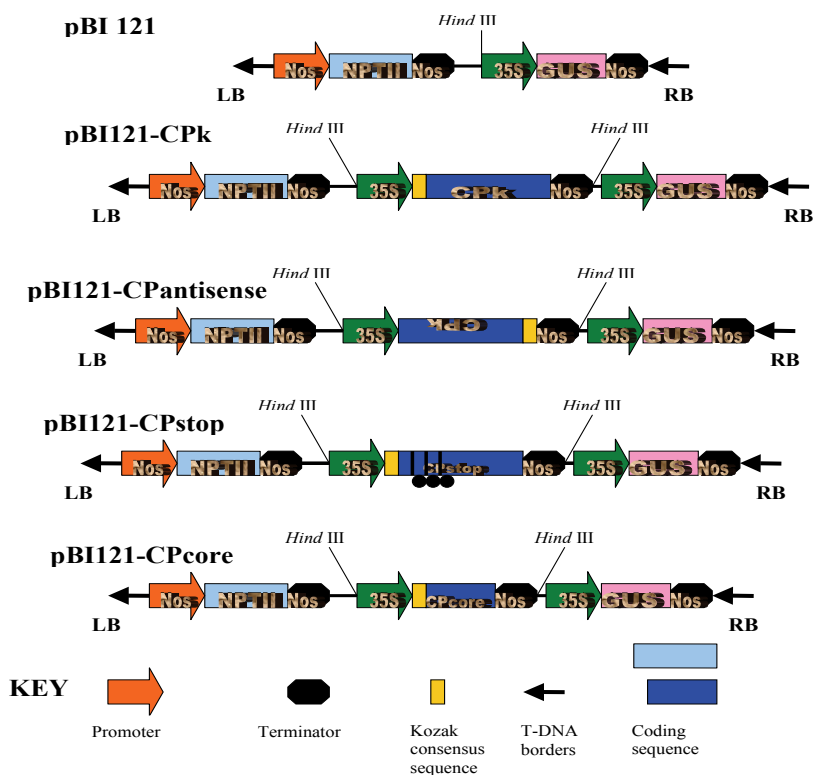 pBI 121
Hind III
Nos NPTII Nos 35S GUS Nos
LB RB
pBI121-CPk
Hind III Hind III
Nos NPTII Nos 35S CPk Nos 35S GUS Nos
LB RB
pBI121-CPantisense
Hind III Hind III
Nos NPTII Nos 35S CPk Nos 35S GUS Nos
LB RB
pBI121-CPstop
Hind III Hind III
Nos NPTII Nos 35S CPstop Nos 35S GUS Nos
LB RB
pBI121-CPcore
Hind III Hind III
Nos NPTII Nos 35S CPcore Nos 35S GUS Nos
LB RB
KEY
Promoter Terminator Kozak T-DNA Coding
consensus borders sequence
sequence